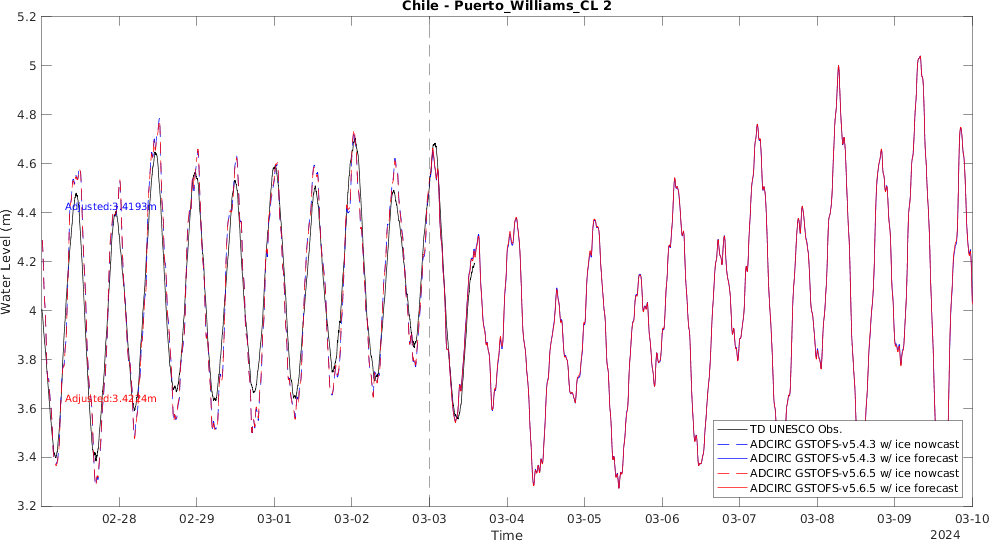 Chile - Puerto_Williams_CL 2
5.2
5
4.8
4.6
4.4
4.2
4
3.8
3.6
3.4
3.2
Water Level (m)
Adjusted:3.4193m
Adjusted:3.4224m
TD UNESCO Obs.
ADCIRC GSTOFS-v5.4.3 w/ ice nowcast
ADCIRC GSTOFS-v5.4.3 w/ ice forecast
ADCIRC GSTOFS-v5.6.5 w/ ice nowcast
ADCIRC GSTOFS-v5.6.5 w/ ice forecast
02-28 02-29 03-01 03-02 03-03 03-04 03-05 03-06 03-07 03-08 03-09 03-10
Time
2024